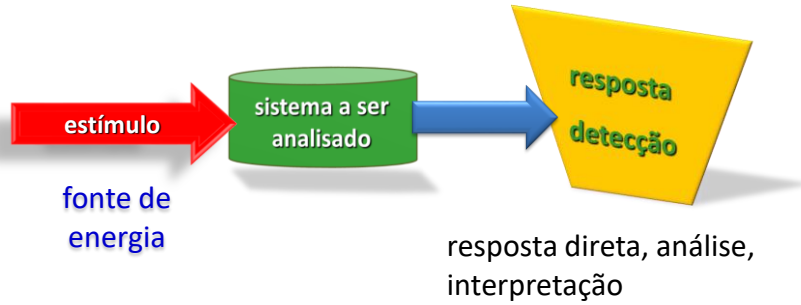 estímulo
fonte de
energia
sistema a ser
analisado
resposta
detecção
resposta direta, análise,
interpretação